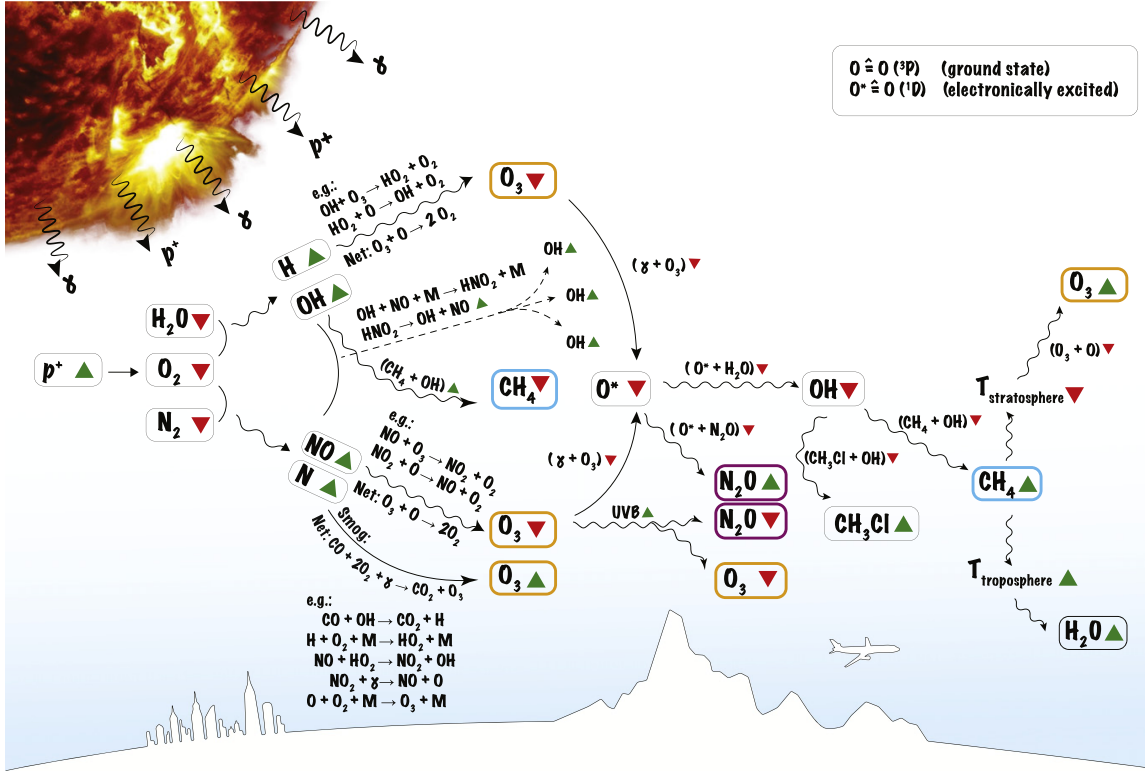 γ
p+
γ
p+
γ
O ≙ O (³P) (ground state)
O* ≙ O (¹D) (electronically excited)
e.g.:
OH+ O₃ → HO₂ + O₂
HO₂ + O → OH + O₂
Net: O₃ + O → 2 O₂
O₃ ▼
H ▲
OH ▲
OH + NO + M → HNO₂ + M
HNO₂ → OH + NO ▲
OH ▲
OH ▲
OH ▲
(γ + O₃) ▼
O₃ ▲
H₂O ▼
p+ ▲
O₂ ▼
N₂ ▼
(CH₄ + OH) ▲
CH₄ ▼
O* ▼
(O* + H₂O) ▼
OH ▼
(O₃ + O) ▼
T stratosphere ▼
(O* + N₂O) ▼
(CH₄ + OH) ▼
(CH₃Cl + OH) ▼
CH₄ ▲
NO ▲
N ▲
e.g.:
NO + O₃ → NO₂ + O₂
NO₂ + O → NO + O₂
Net: O₃ + O → 2O₂
(γ + O₃) ▼
N₂O ▲
UVB ▲
N₂O ▼
O₃ ▼
O₃ ▼
O₃ ▲
CH₃Cl ▲
T troposphere ▲
H₂O ▲
Smog:
Net: CO + 2O₂ + γ → CO₂ + O₃
e.g.:
CO + OH → CO₂ + H
H + O₂ + M → HO₂ + M
NO + HO₂ → NO₂ + OH
NO₂ + γ → NO + O
O + O₂ + M → O₃ + M